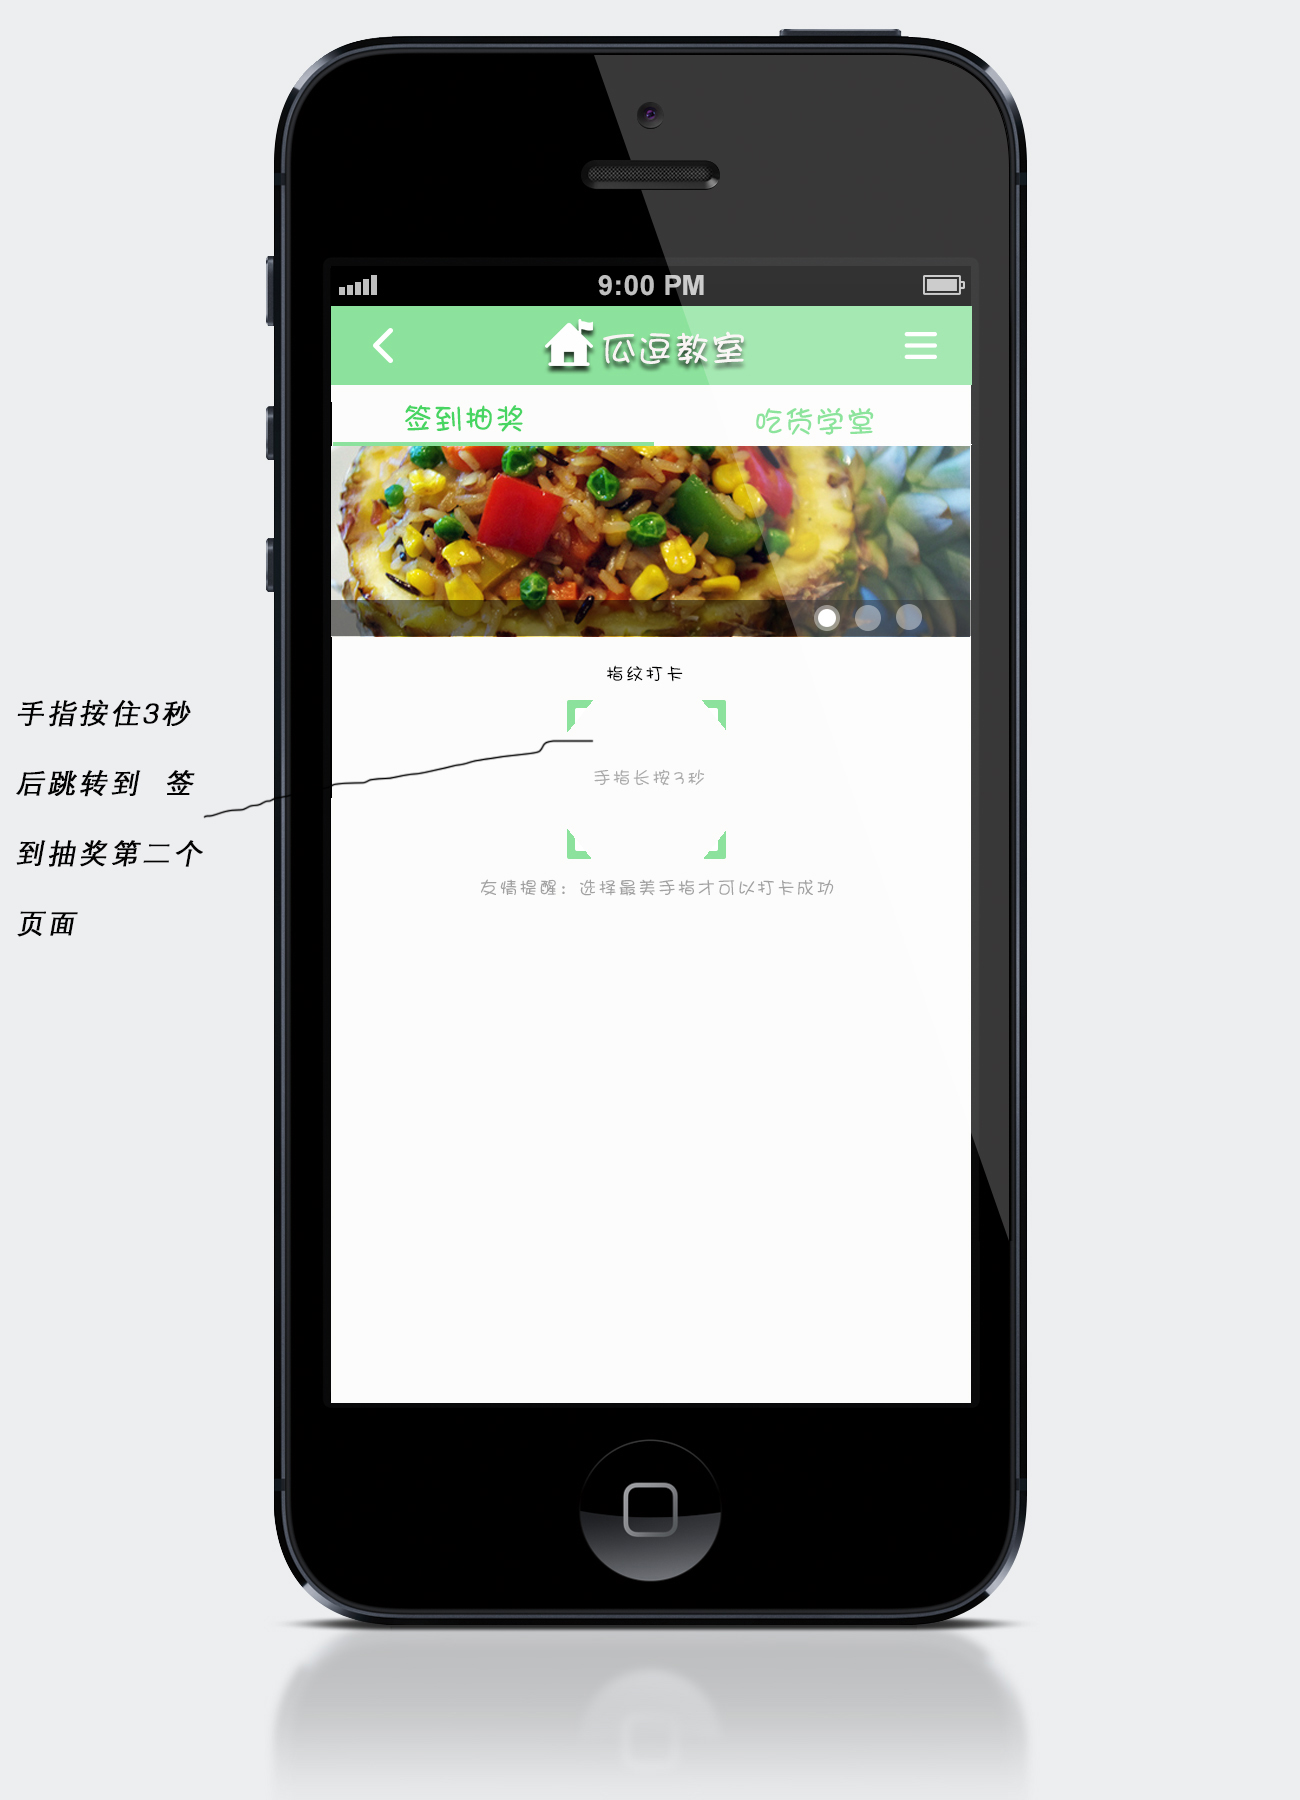 9:00 PM
瓜逗教室
签到抽奖
吃货学堂
指纹打卡
手指长按3秒
友情提醒：选择最美手指才可以打卡成功
手指按住3秒
后跳转到 签
到抽奖第二个
页面